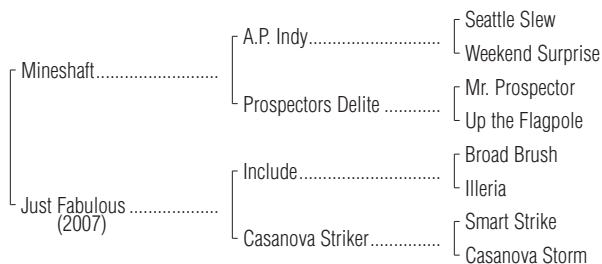 Seattle Slew
A.P. Indy
Weekend Surprise
Mineshaft
Mr. Prospector
Prospectors Delite
Up the Flagpole
Broad Brush
Include
Illeria
Just Fabulous
(2007)
Smart Strike
Casanova Striker
Casanova Storm